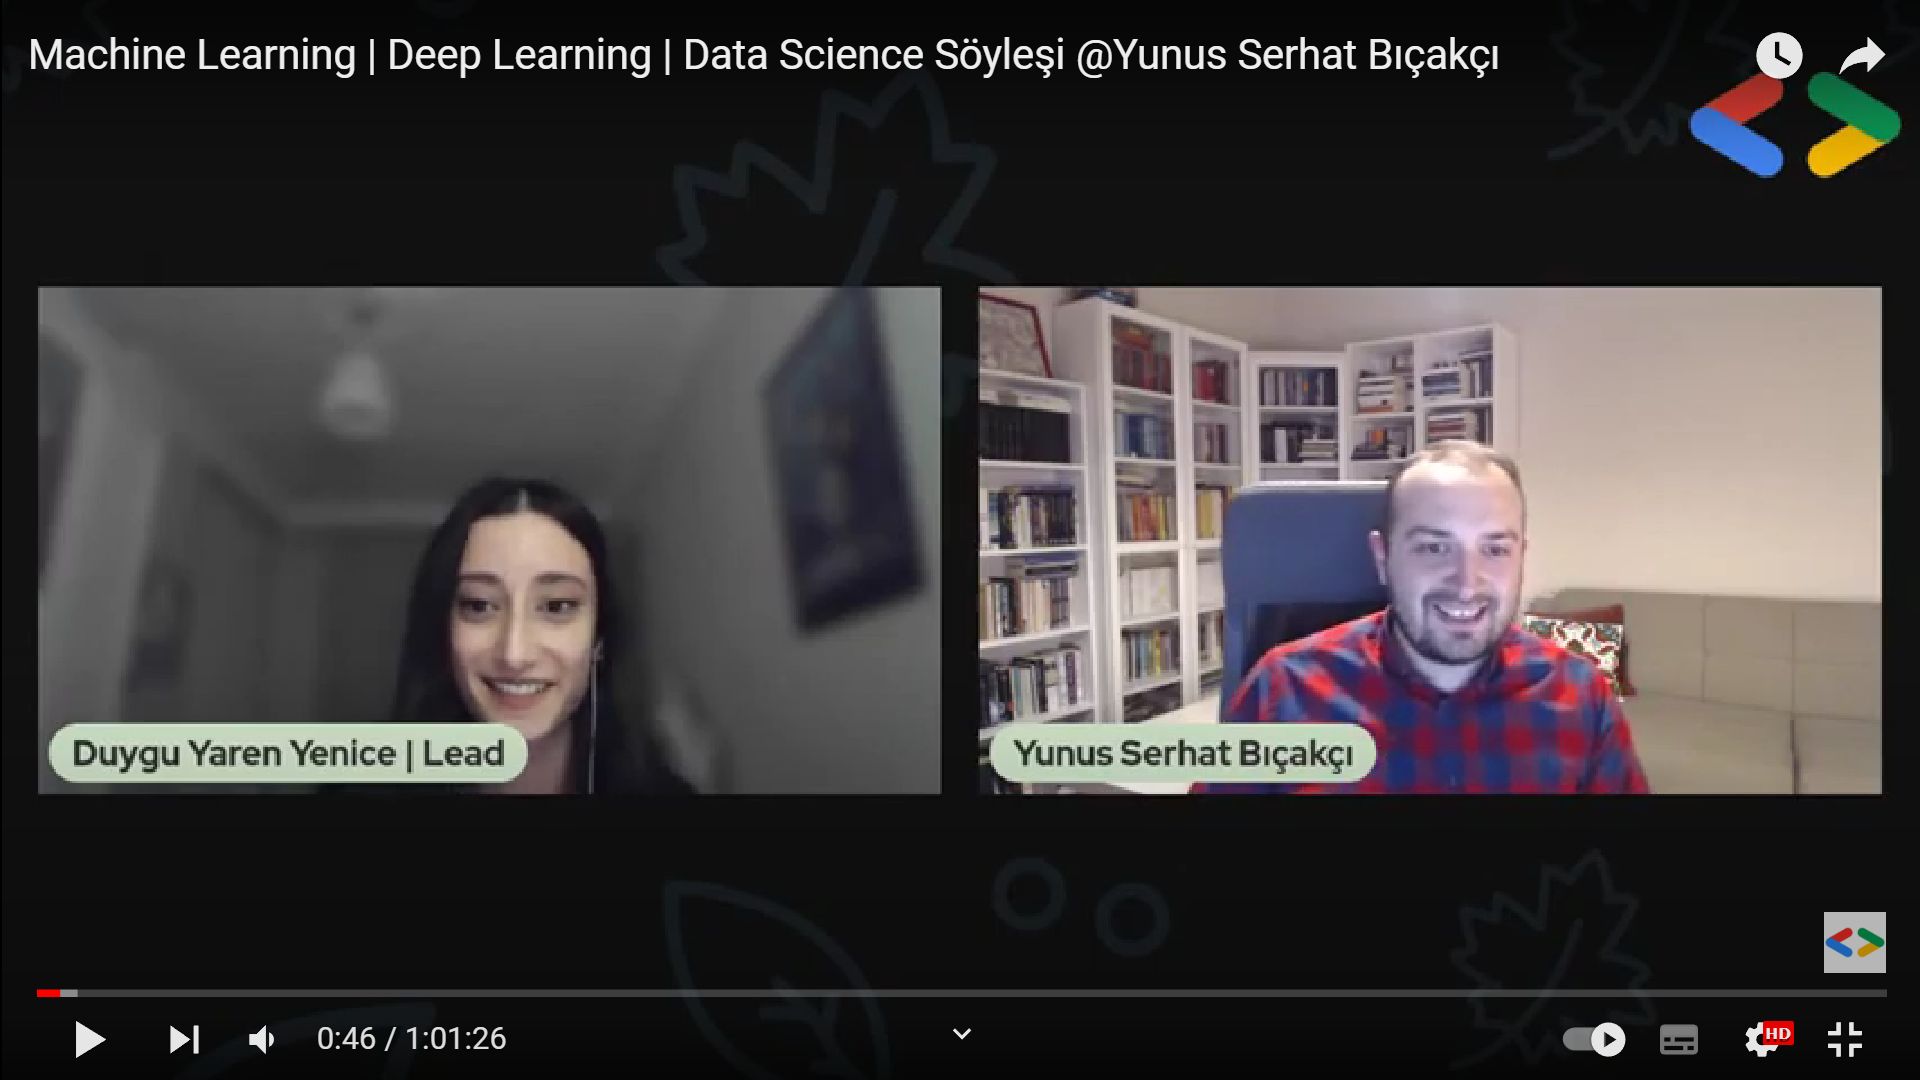 Machine Learning | Deep Learning | Data Science Söyleşi @Yunus Serhat Bıçakçı
Duygu Yaren Yenice | Lead
Yunus Serhat Bıçakçı
0:46 / 1:01:26
HD